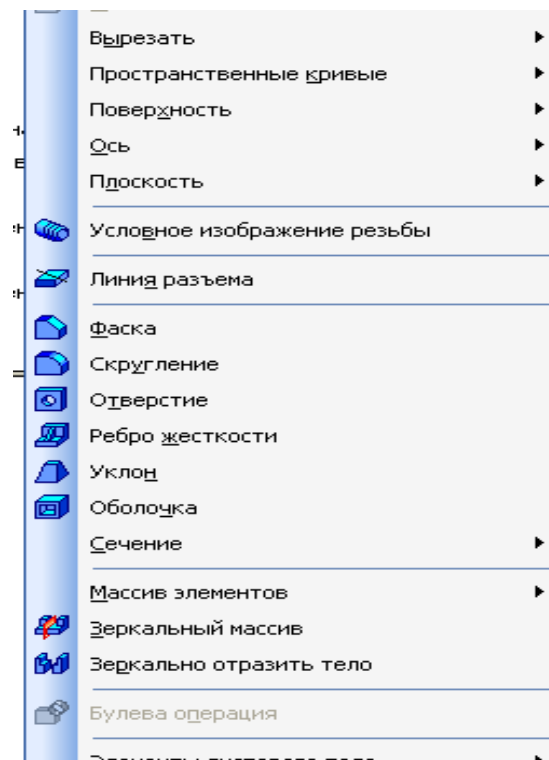 Вырезать
Пространственные кривые
Поверхность
Ось
Плоскость
Условное изображение резьбы
Линия разъема
Фаска
Скругление
Отверстие
Ребро жесткости
Уклон
Оболочка
Сечение
Массив элементов
Зеркальный массив
Зеркально отразить тело
Булева операция